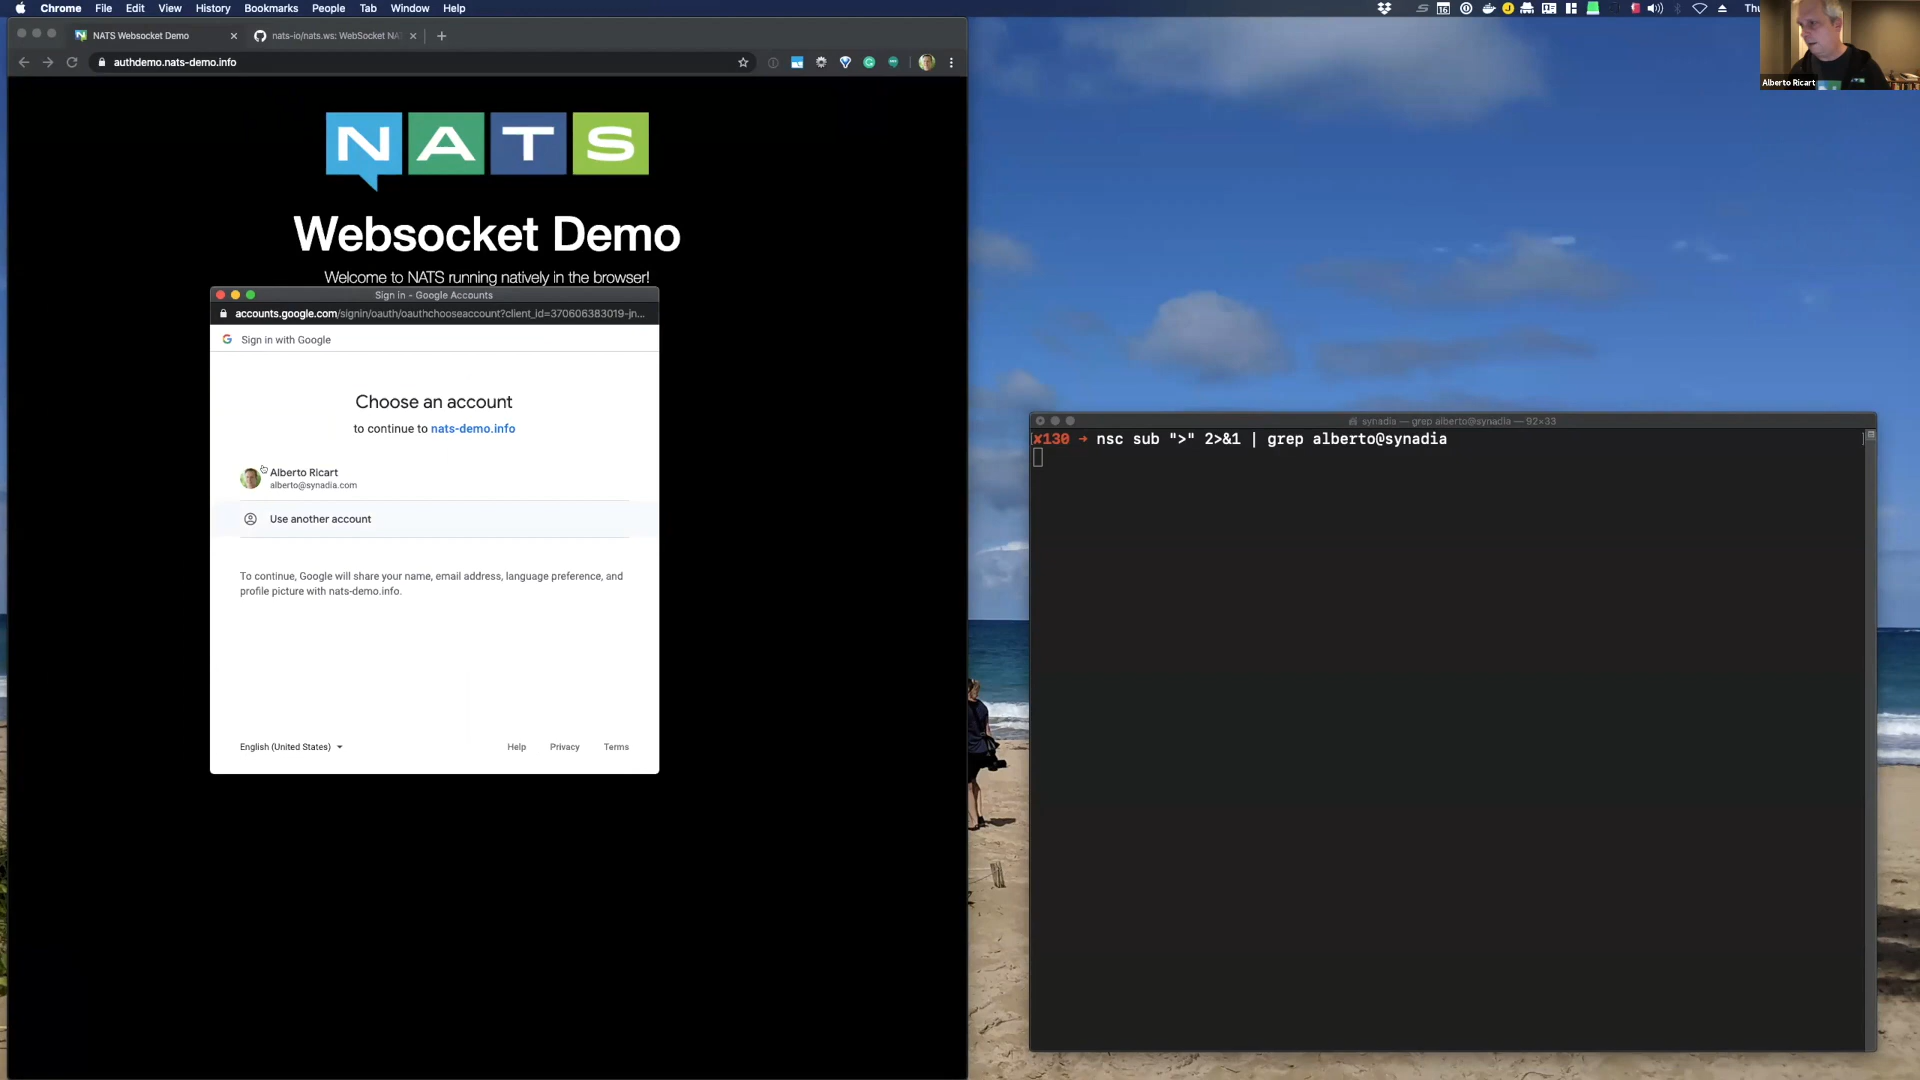 Chrome File Edit View History Bookmarks People Tab Window Help
NATS Websocket Demo
nats-io/nats.ws: WebSocket NA
authdemo.nats-demo.info
Alberto Ricart
NATS
Websocket Demo
Welcome to NATS running natively in the browser!
Sign in - Google Accounts
accounts.google.com/signin/oauth/oauthchooseaccount?client_id=370606383019-jn...
Sign in with Google
Choose an account
to continue to nats-demo.info
Alberto Ricart
alberto@synadia.com
Use another account
To continue, Google will share your name, email address, language preference, and
profile picture with nats-demo.info.
English (United States)
Help Privacy Terms
synadia — grep alberto@synadia — 92×33
✘130 → nsc sub ">" 2>&1 | grep alberto@synadia